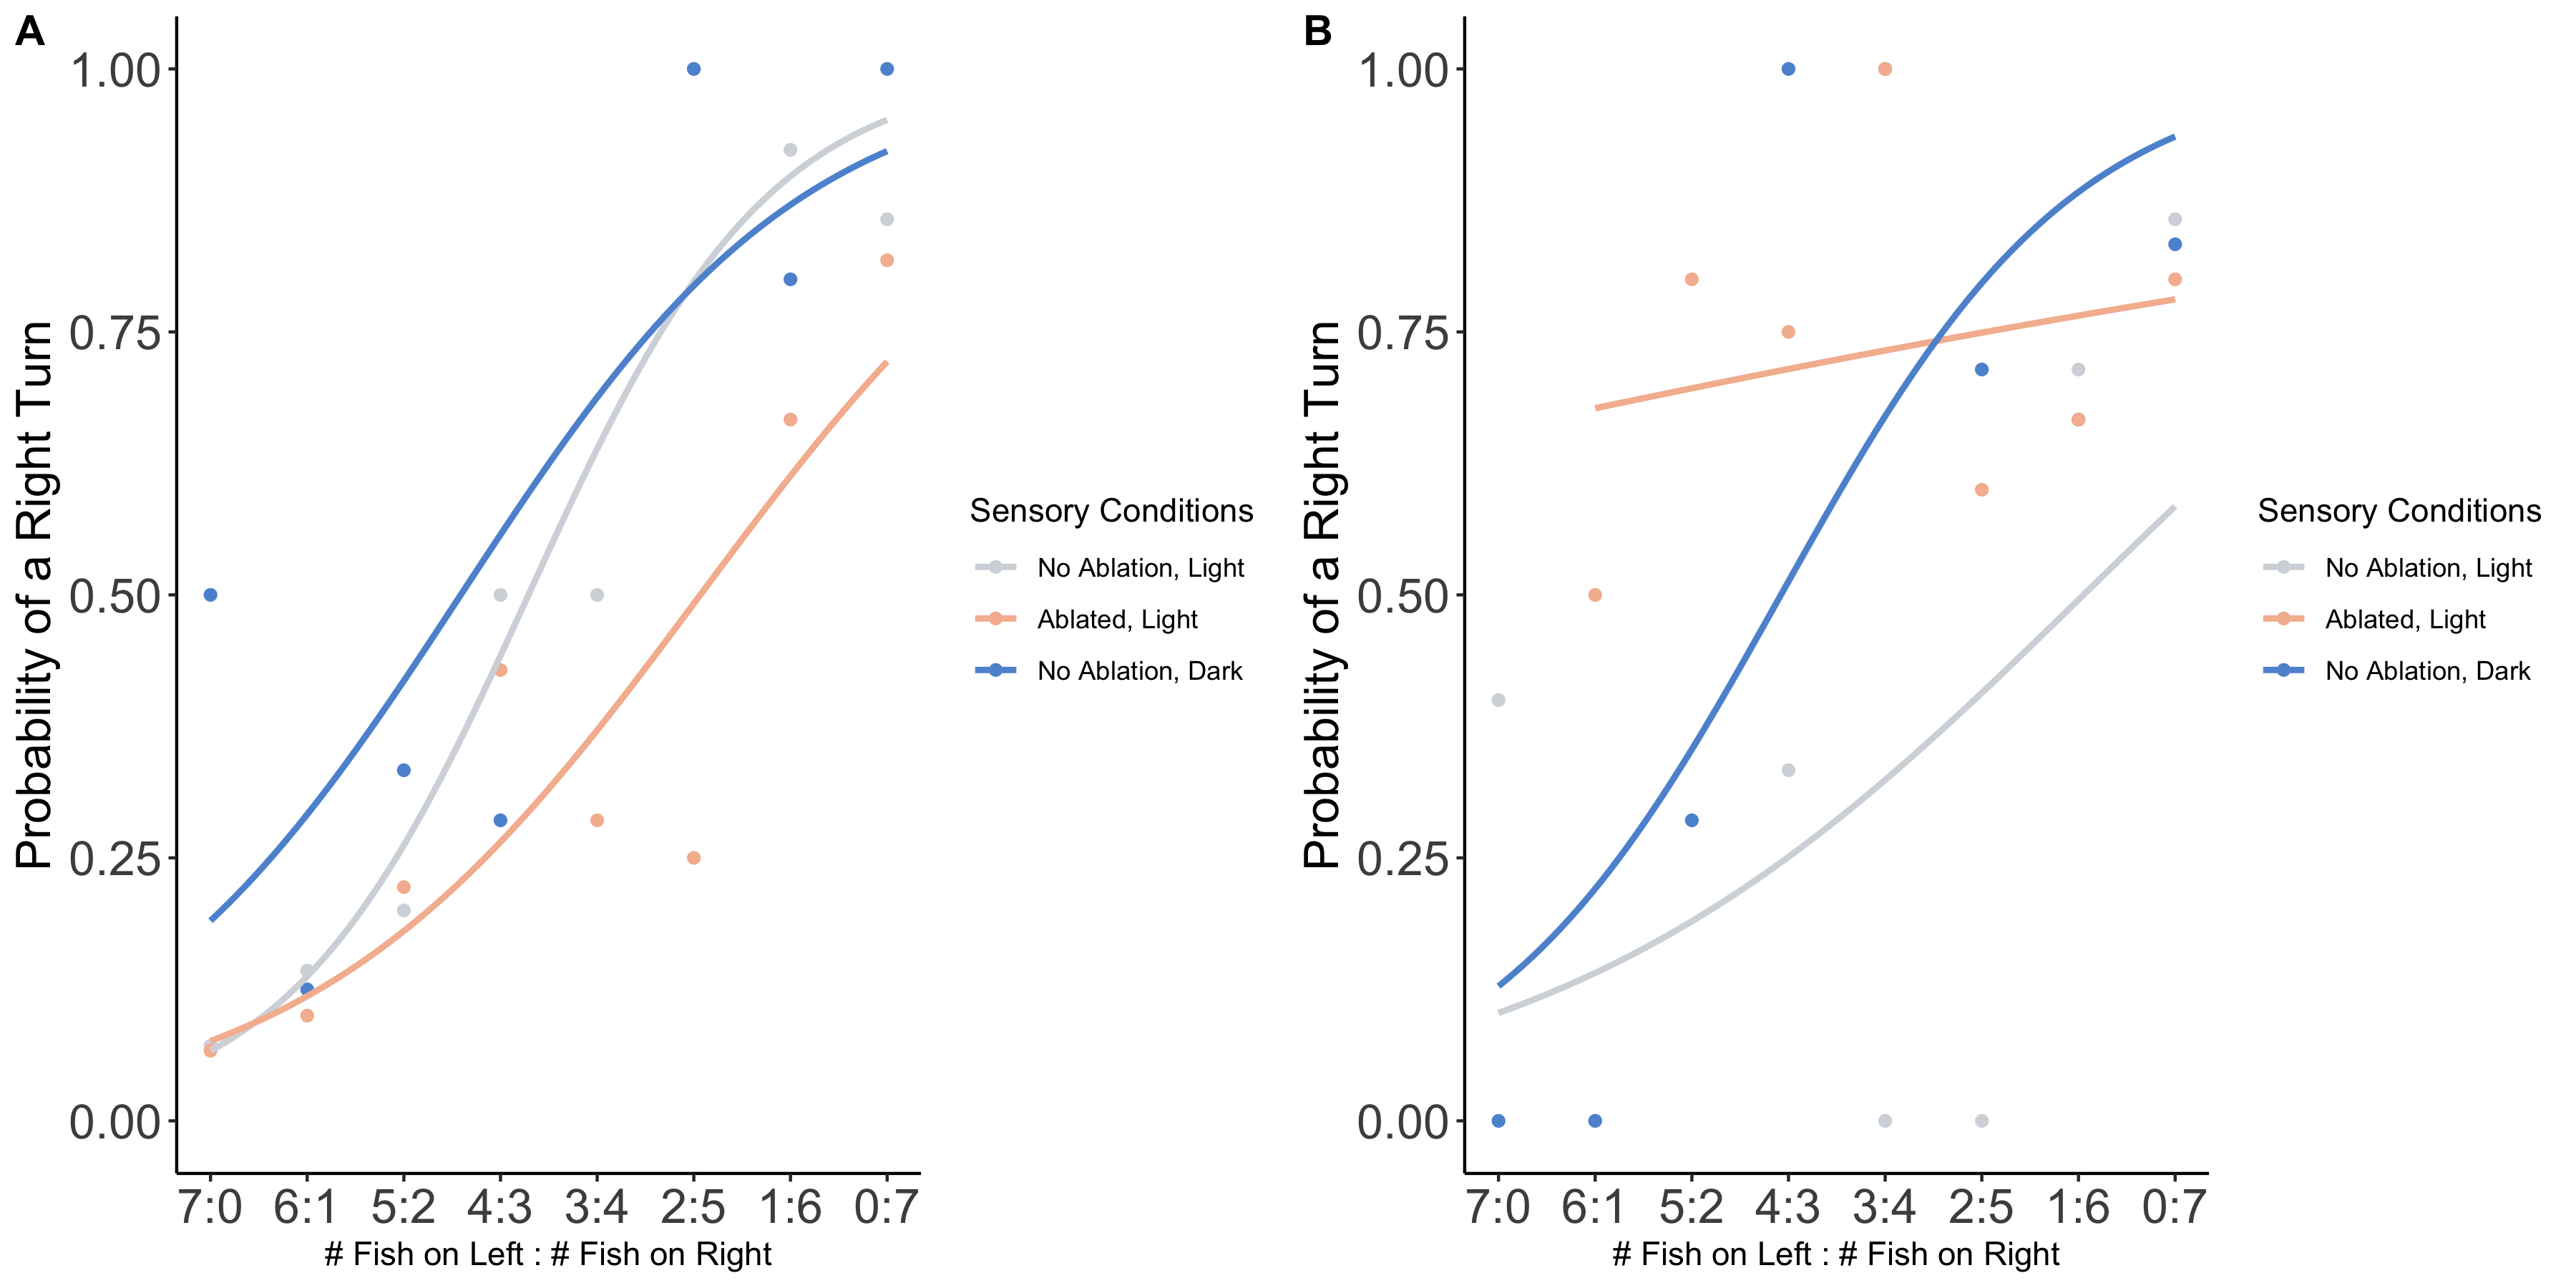 A
Probability of a Right Turn
1.00
0.75
0.50
0.25
0.00
7:0 6:1 5:2 4:3 3:4 2:5 1:6 0:7
# Fish on Left : # Fish on Right
Sensory Conditions
No Ablation, Light
Ablated, Light
No Ablation, Dark
B
Probability of a Right Turn
1.00
0.75
0.50
0.25
0.00
7:0 6:1 5:2 4:3 3:4 2:5 1:6 0:7
# Fish on Left : # Fish on Right
Sensory Conditions
No Ablation, Light
Ablated, Light
No Ablation, Dark